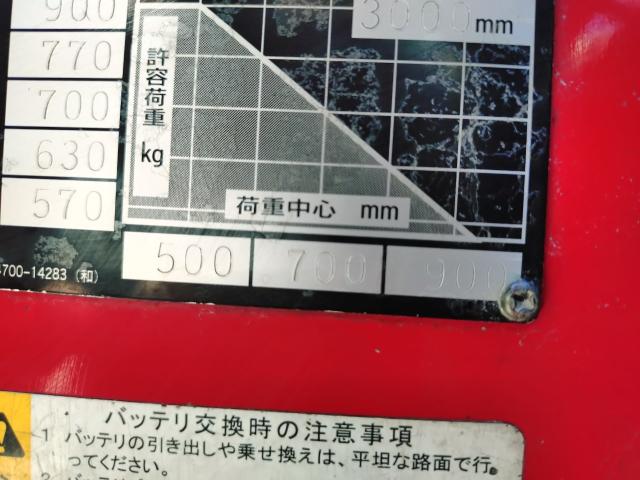 900
3000mm
770
許容荷重
700
kg
630
570
荷重中心 mm
500 700 900
4700-14283（和）
バッテリ交換時の注意事項
1 バッテリの引き出しや乗せ換えは、平坦な路面で行
ってください。
2